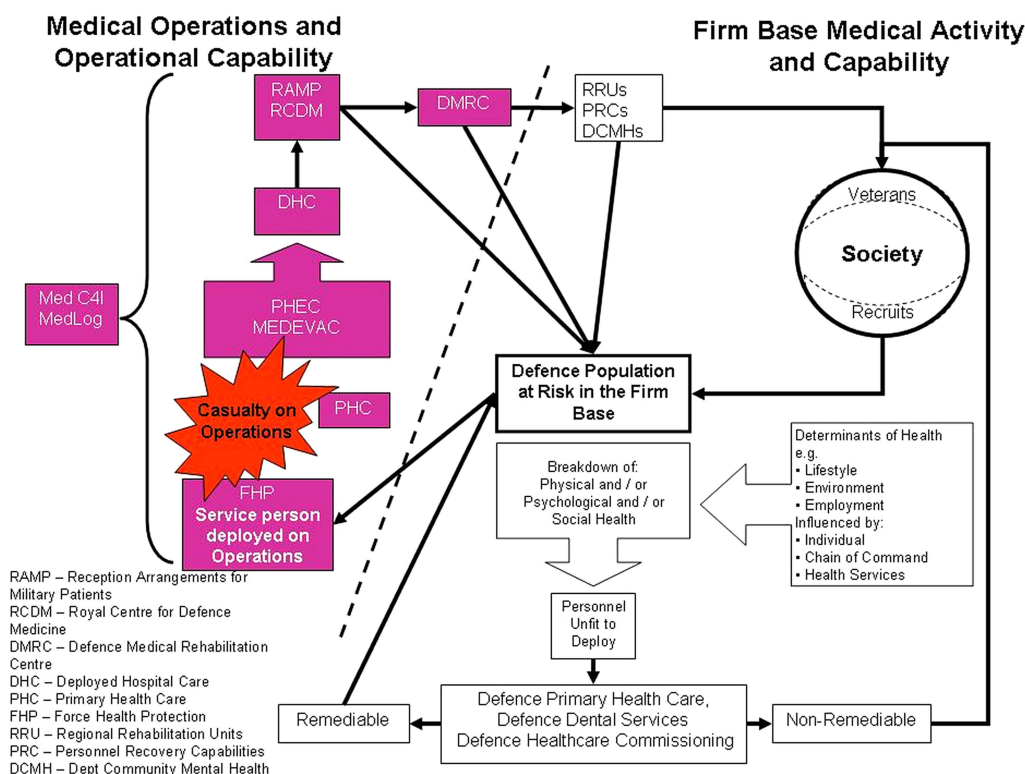 Medical Operations and
Operational Capability
Firm Base Medical Activity
and Capability
RAMP
RCDM
DMRC
RRUs
PRCs
DCMHs
DHC
Veterans
Society
Recruits
Med C4I
MedLog
PHEC
MEDEVAC
Casualty on
Operations
PHC
Defence Population
at Risk in the Firm
Base
FHP
Service person
deployed on
Operations
Breakdown of:
Physical and / or
Psychological and / or
Social Health
Determinants of Health
e.g.
▪ Lifestyle
▪ Environment
▪ Employment
Influenced by:
▪ Individual
▪ Chain of Command
▪ Health Services
Personnel
Unfit to
Deploy
Remediable
Defence Primary Health Care,
Defence Dental Services
Defence Healthcare Commissioning
Non-Remediable
RAMP – Reception Arrangements for
Military Patients
RCDM – Royal Centre for Defence
Medicine
DMRC – Defence Medical Rehabilitation
Centre
DHC – Deployed Hospital Care
PHC – Primary Health Care
FHP – Force Health Protection
RRU – Regional Rehabilitation Units
PRC – Personnel Recovery Capabilities
DCMH – Dept Community Mental Health